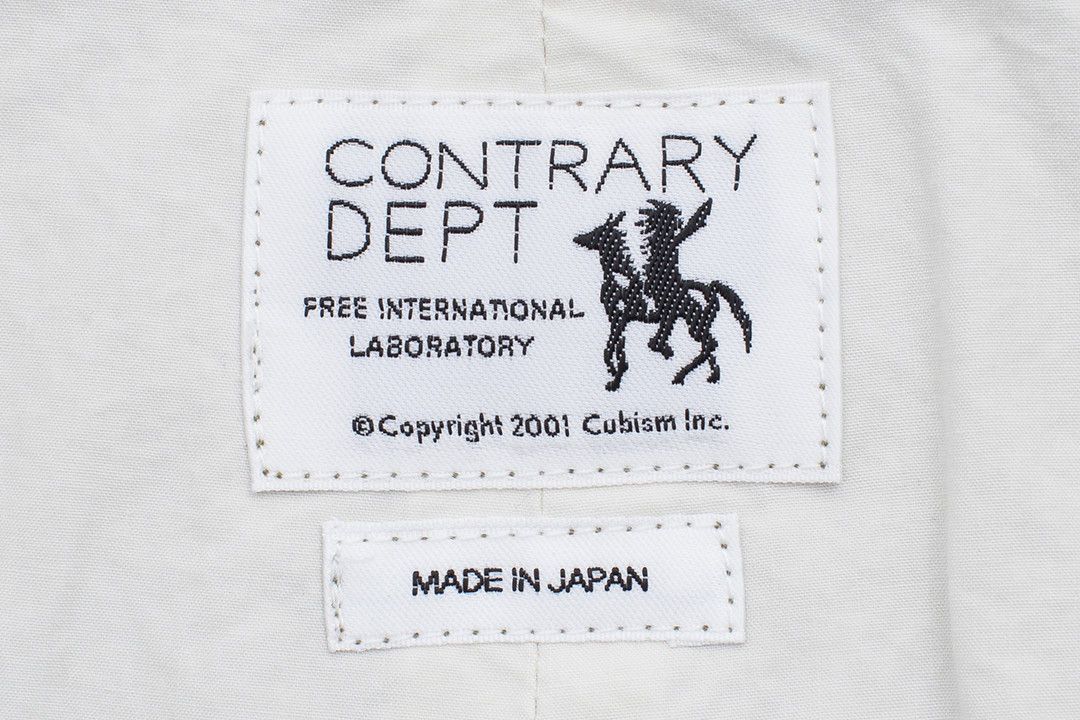 CONTRARY
DEPT
FREE INTERNATIONAL
LABORATORY
©Copyright 2001 Cubism Inc.
MADE IN JAPAN